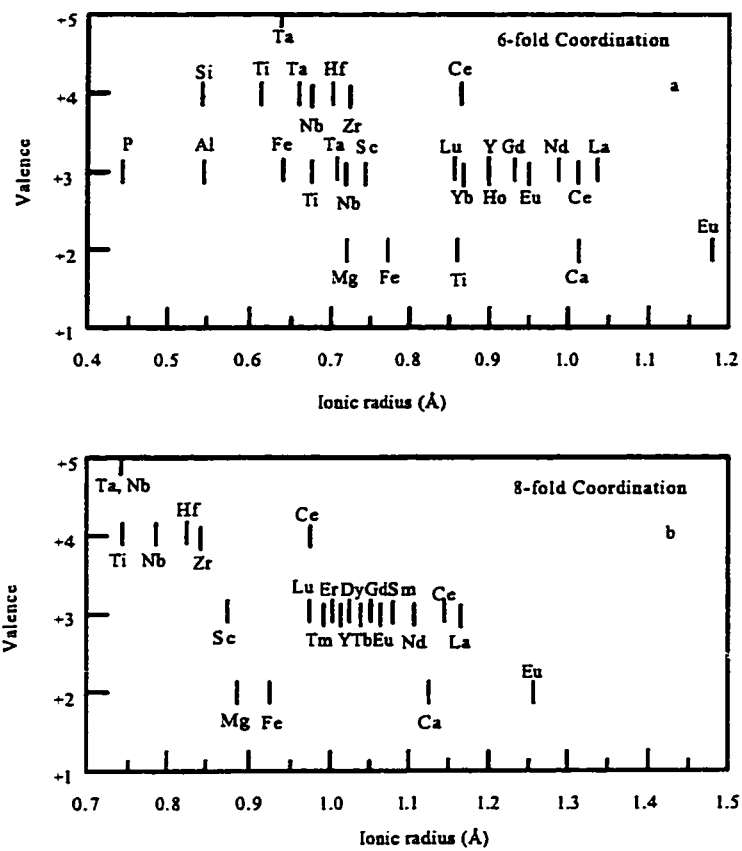 +5
Ta
6-fold Coordination
Si Ti Ta Hf Ce
+4
a
Nb Zr
P Al Fe Ta Sc Lu Y Gd Nd La
+3
Ti Nb Yb Ho Eu Ce
Eu
+2
Mg Fe Ti Ca
+1
0.4 0.5 0.6 0.7 0.8 0.9 1.0 1.1 1.2
Ionic radius (Å)
Valence
+5
Ta, Nb
8-fold Coordination
Hf Ce
+4
b
Ti Nb Zr
Lu Er Dy Gd Sm Ce
+3
Sc Tm Y Tb Eu Nd La
Eu
+2
Mg Fe Ca
+1
0.7 0.8 0.9 1.0 1.1 1.2 1.3 1.4 1.5
Ionic radius (Å)
Valence